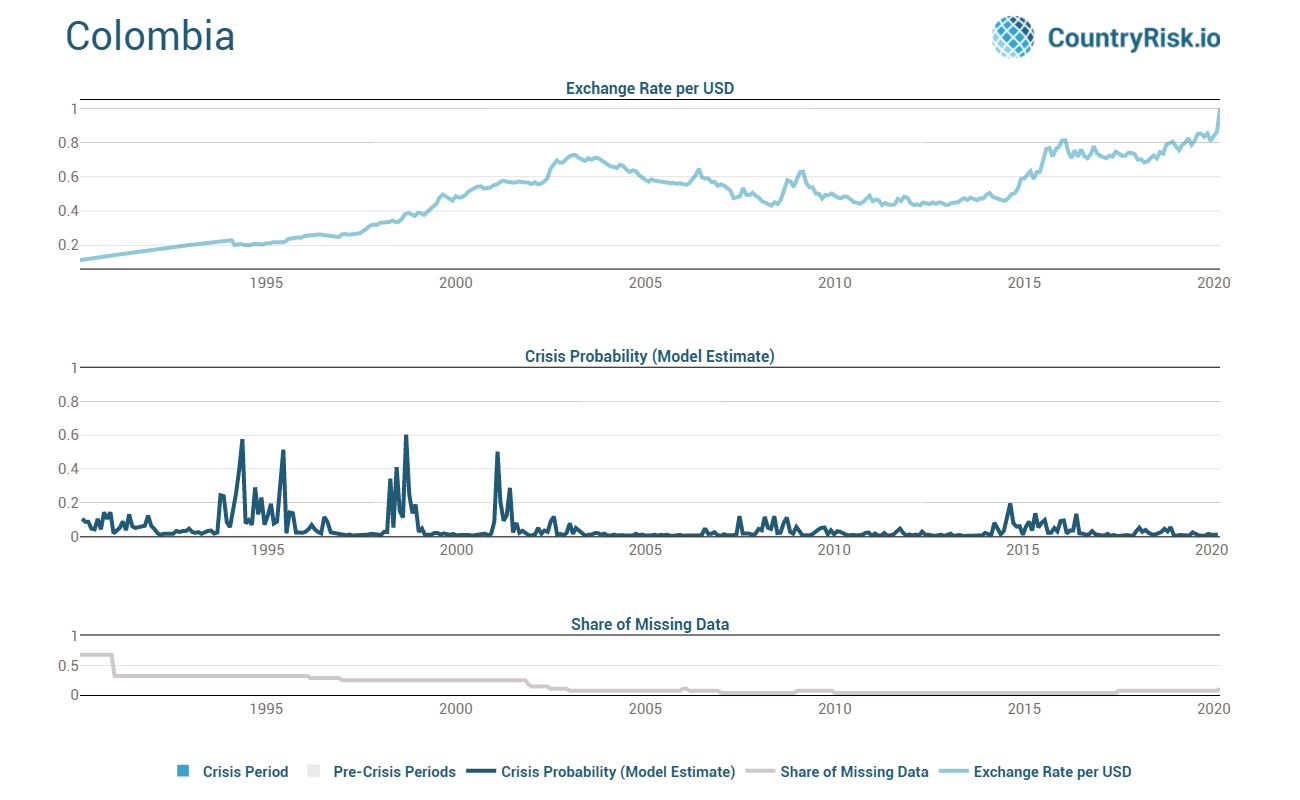 Colombia
CountryRisk.io
Exchange Rate per USD
1
0.8
0.6
0.4
0.2
1995 2000 2005 2010 2015 2020
Crisis Probability (Model Estimate)
1
0.8
0.6
0.4
0.2
0
1995 2000 2005 2010 2015 2020
Share of Missing Data
1
0.5
0
1995 2000 2005 2010 2015 2020
Crisis Period Pre-Crisis Periods Crisis Probability (Model Estimate) Share of Missing Data Exchange Rate per USD